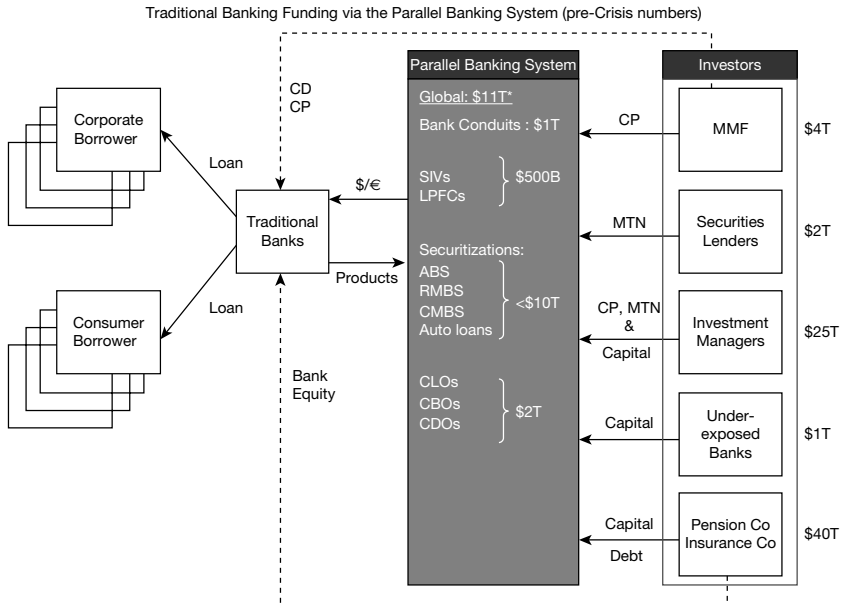 Traditional Banking Funding via the Parallel Banking System (pre-Crisis numbers)
Corporate
Borrower
Consumer
Borrower
Loan
Loan
CD
CP
Traditional
Banks
$/€
Products
Bank
Equity
Parallel Banking System
Global: $11T*
Bank Conduits : $1T
SIVs
LPFCs
$500B
Securitizations:
ABS
RMBS
CMBS
Auto loans
<$10T
CLOs
CBOs
CDOs
$2T
CP
MTN
CP, MTN
&
Capital
Capital
Capital
Debt
Investors
MMF
$4T
Securities
Lenders
$2T
Investment
Managers
$25T
Under-
exposed
Banks
$1T
Pension Co
Insurance Co
$40T